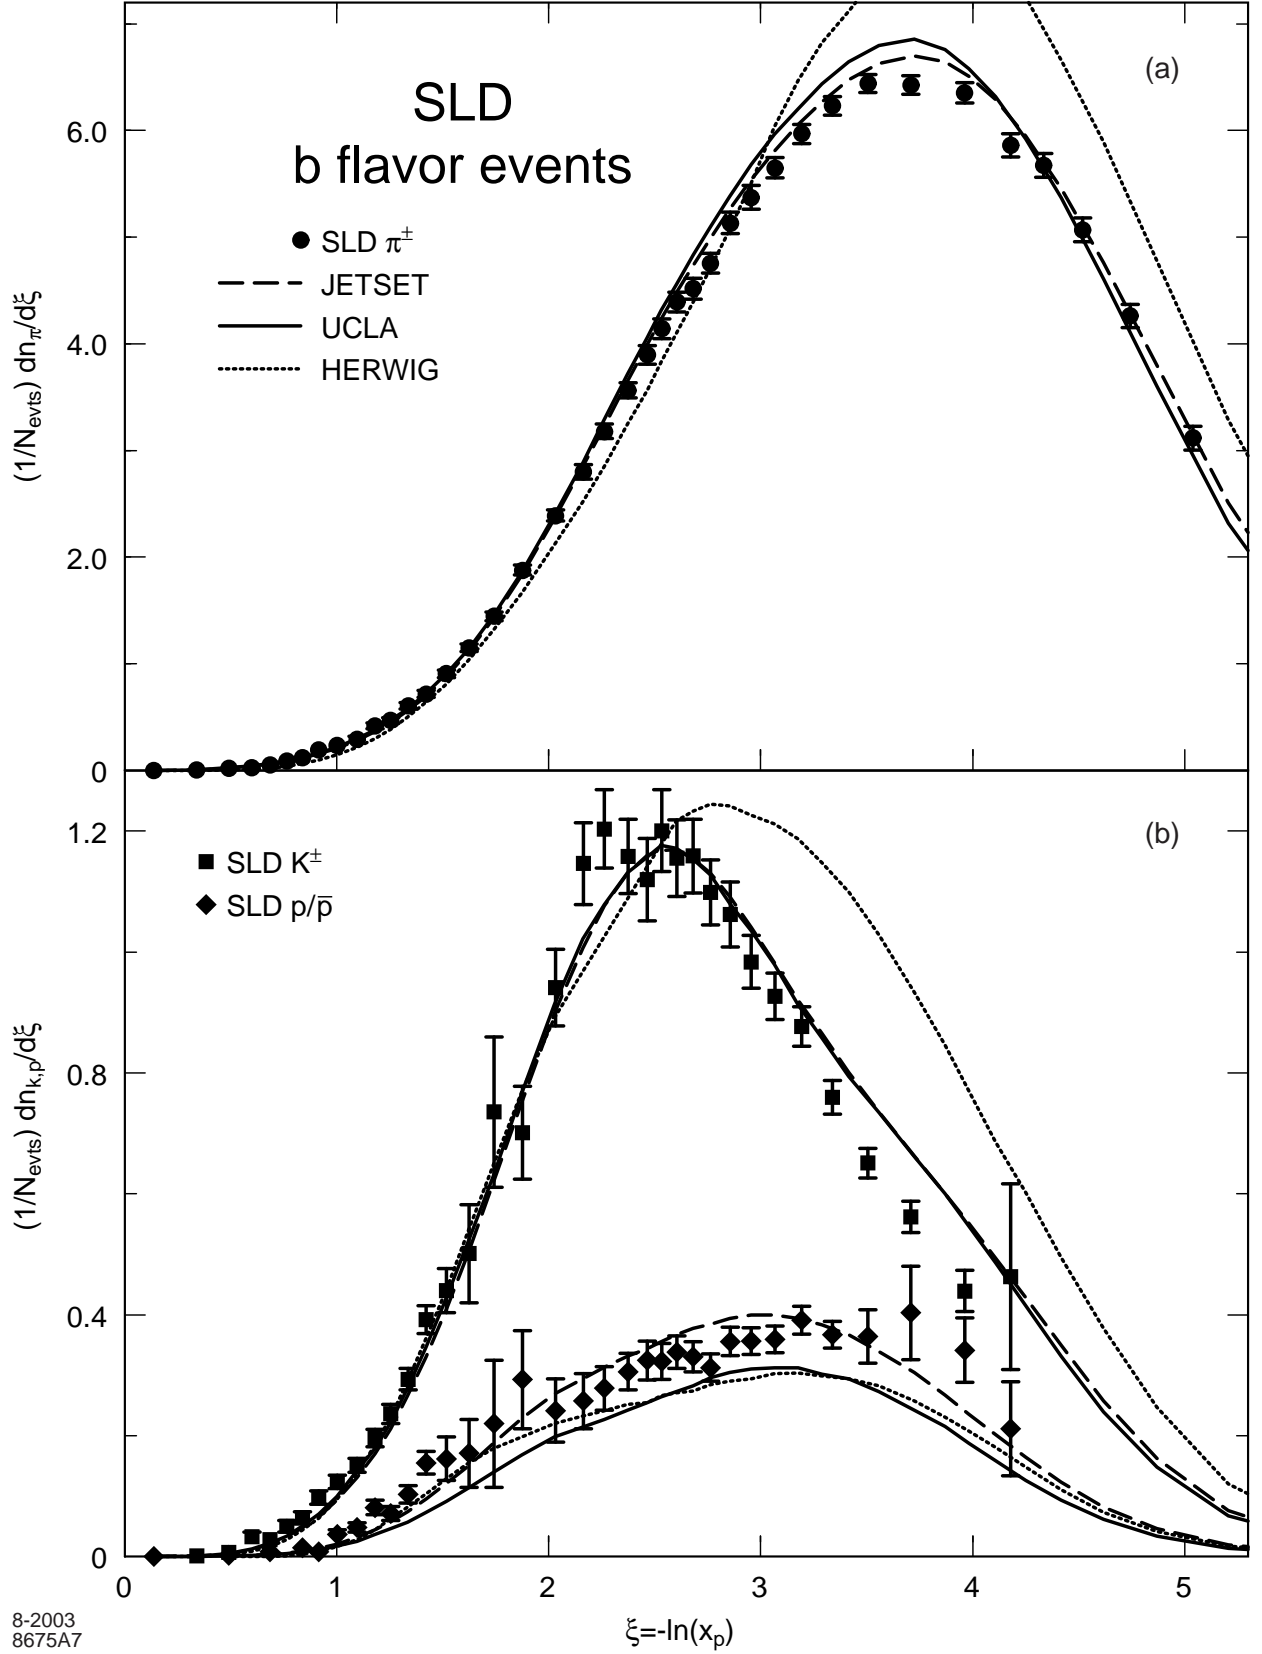 (a)
SLD
b flavor events
SLD π±
JETSET
UCLA
HERWIG
(1/Nevts) dnπ/dξ
6.0
4.0
2.0
0
(b)
SLD K±
SLD p/p̅
(1/Nevts) dnk,p/dξ
1.2
0.8
0.4
0
0 1 2 3 4 5
ξ=-ln(xp)
8-2003
8675A7